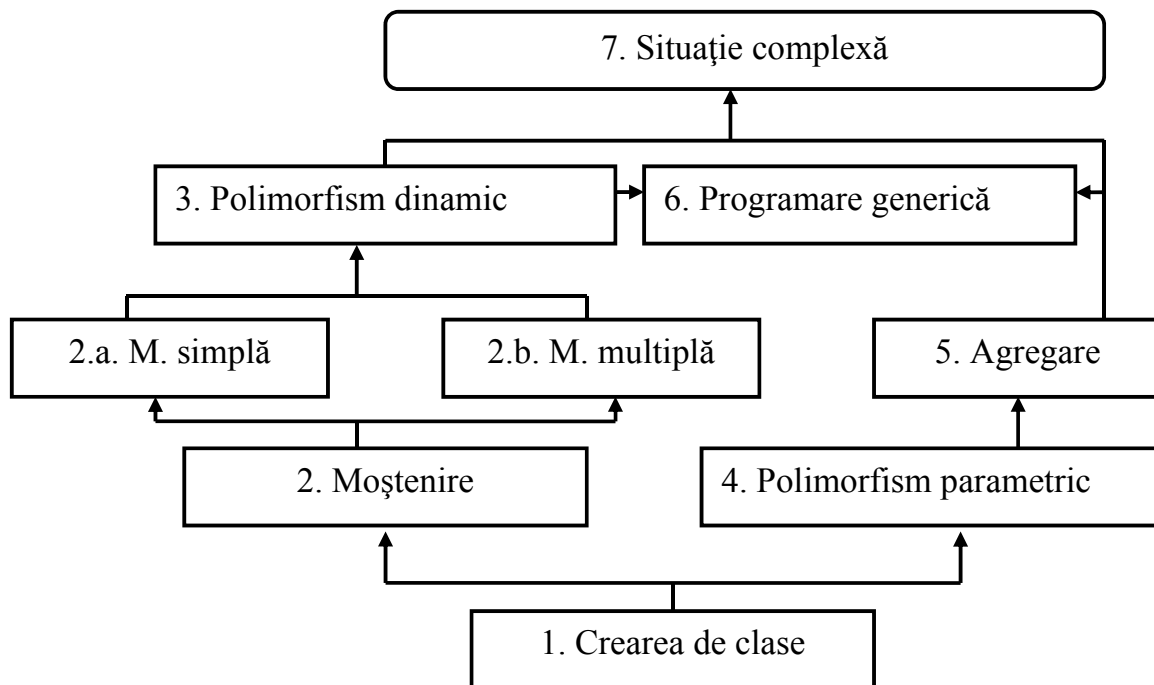 7. Situaţie complexă
3. Polimorfism dinamic
6. Programare generică
2.a. M. simplă
2.b. M. multiplă
5. Agregare
2. Moştenire
4. Polimorfism parametric
1. Crearea de clase